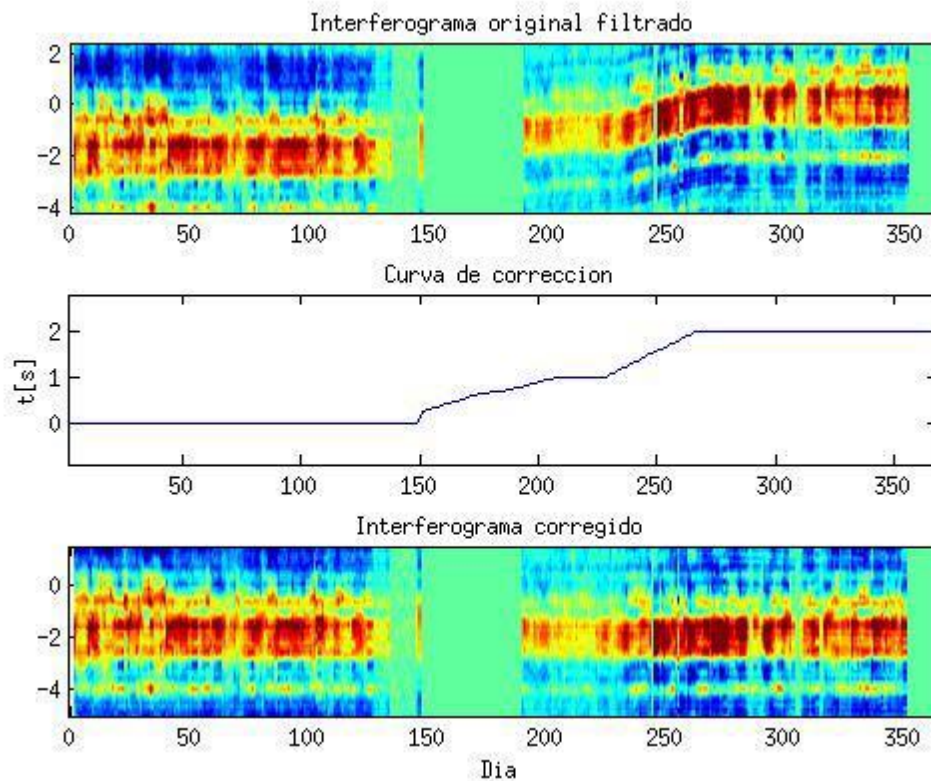 Interferograma original filtrado
2
0
-2
-4
0 50 100 150 200 250 300 350
Curva de correccion
t[s]
2
1
0
50 100 150 200 250 300 350
Interferograma corregido
0
-2
-4
0 50 100 150 200 250 300 350
Dia